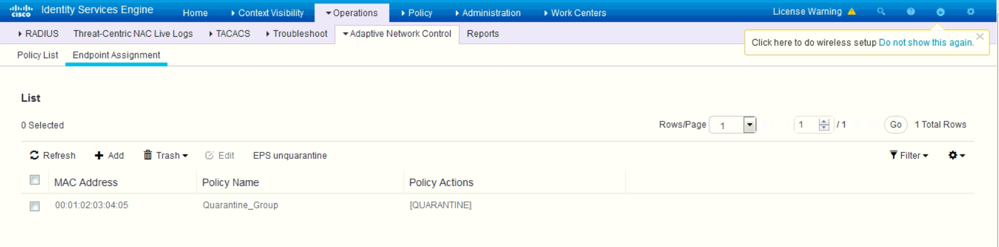 cisco Identity Services Engine Home Context Visibility Operations Policy Administration Work Centers License Warning
RADIUS Threat-Centric NAC Live Logs TACACS Troubleshoot Adaptive Network Control Reports
Click here to do wireless setup Do not show this again.
Policy List Endpoint Assignment
List
0 Selected Rows/Page 1 1 / 1 Go 1 Total Rows
Refresh Add Trash Edit EPS unquarantine Filter
MAC Address Policy Name Policy Actions
00:01:02:03:04:05 Quarantine_Group [QUARANTINE]